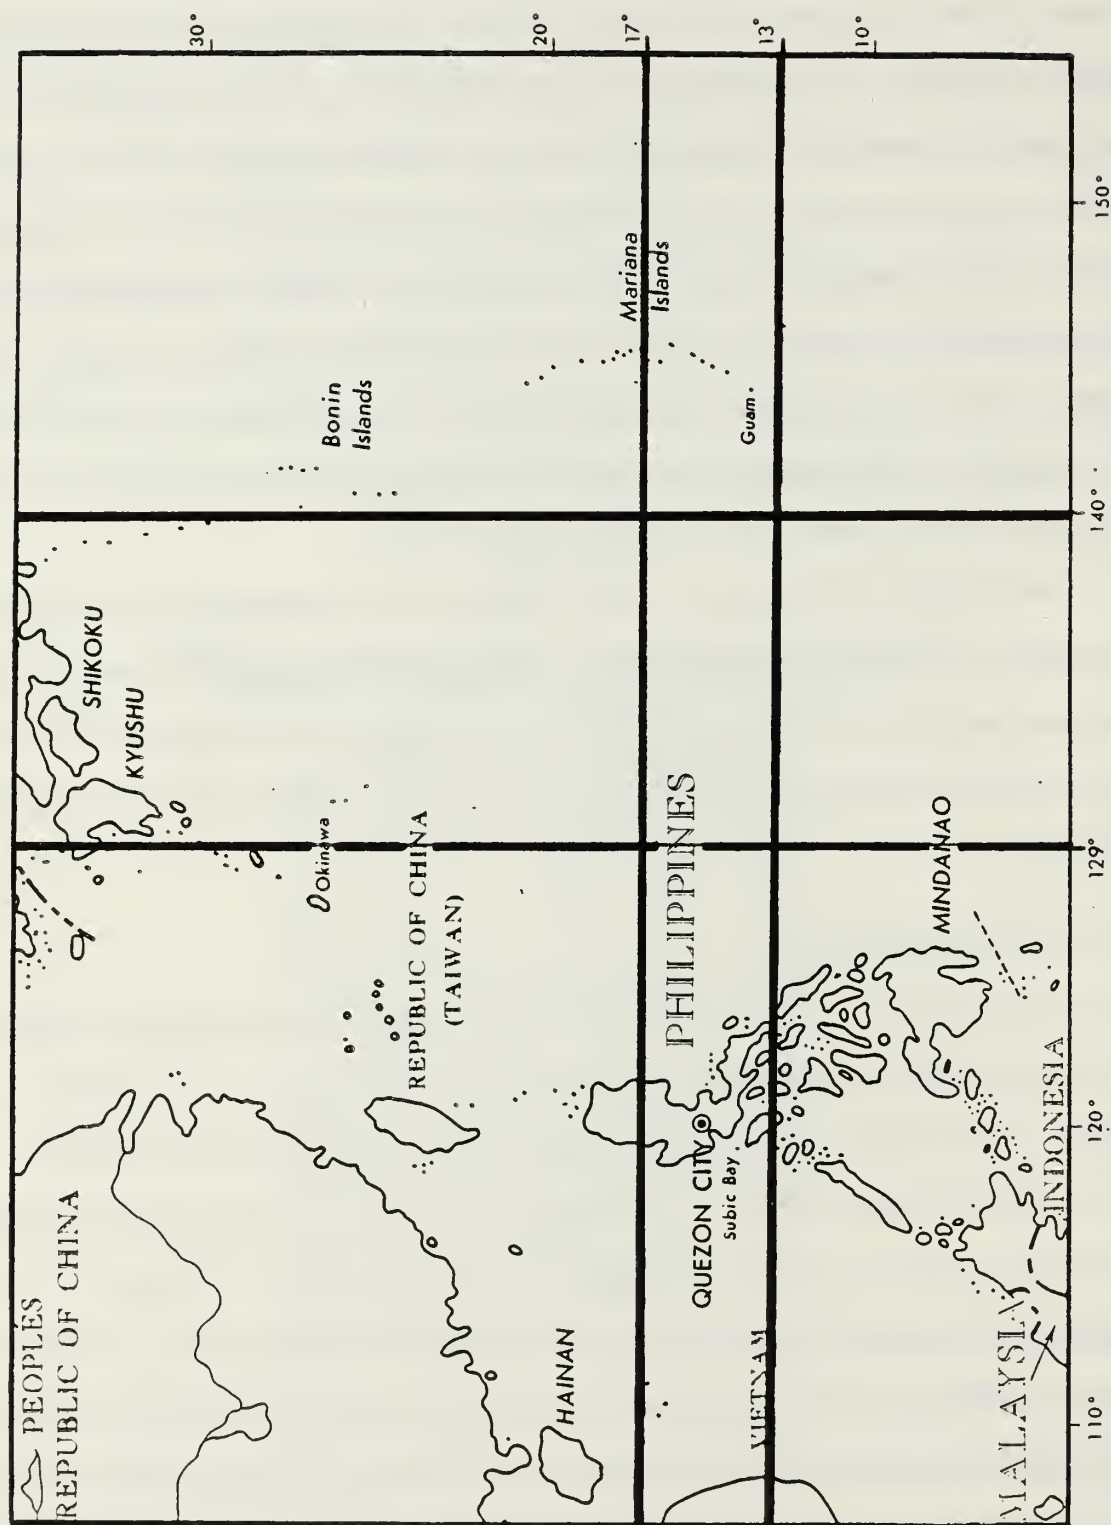 PEOPLES
REPUBLIC OF CHINA
SHIKOKU
KYUSHU
Okinawa
REPUBLIC OF CHINA
(TAIWAN)
HAINAN
Bonin
Islands
Mariana
Islands
Guam
PHILIPPINES
QUEZON CITY
Subic Bay
VIETNAM
MINDANAO
MALAYSIA
INDONESIA
30°
20°
17°
13°
10°
110°
120°
129°
140°
150°